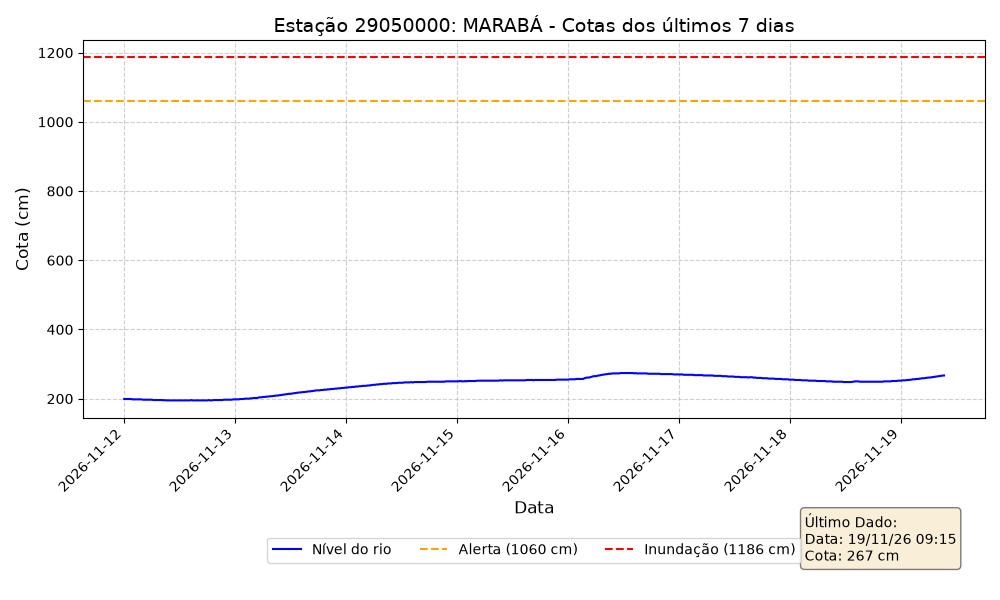 Estação 29050000: MARABÁ - Cotas dos últimos 7 dias
1200
1000
800
600
400
200
Cota (cm)
2026-11-12
2026-11-13
2026-11-14
2026-11-15
2026-11-16
2026-11-17
2026-11-18
2026-11-19
Data
Nível do rio
Alerta (1060 cm)
Inundação (1186 cm)
Último Dado:
Data: 19/11/26 09:15
Cota: 267 cm